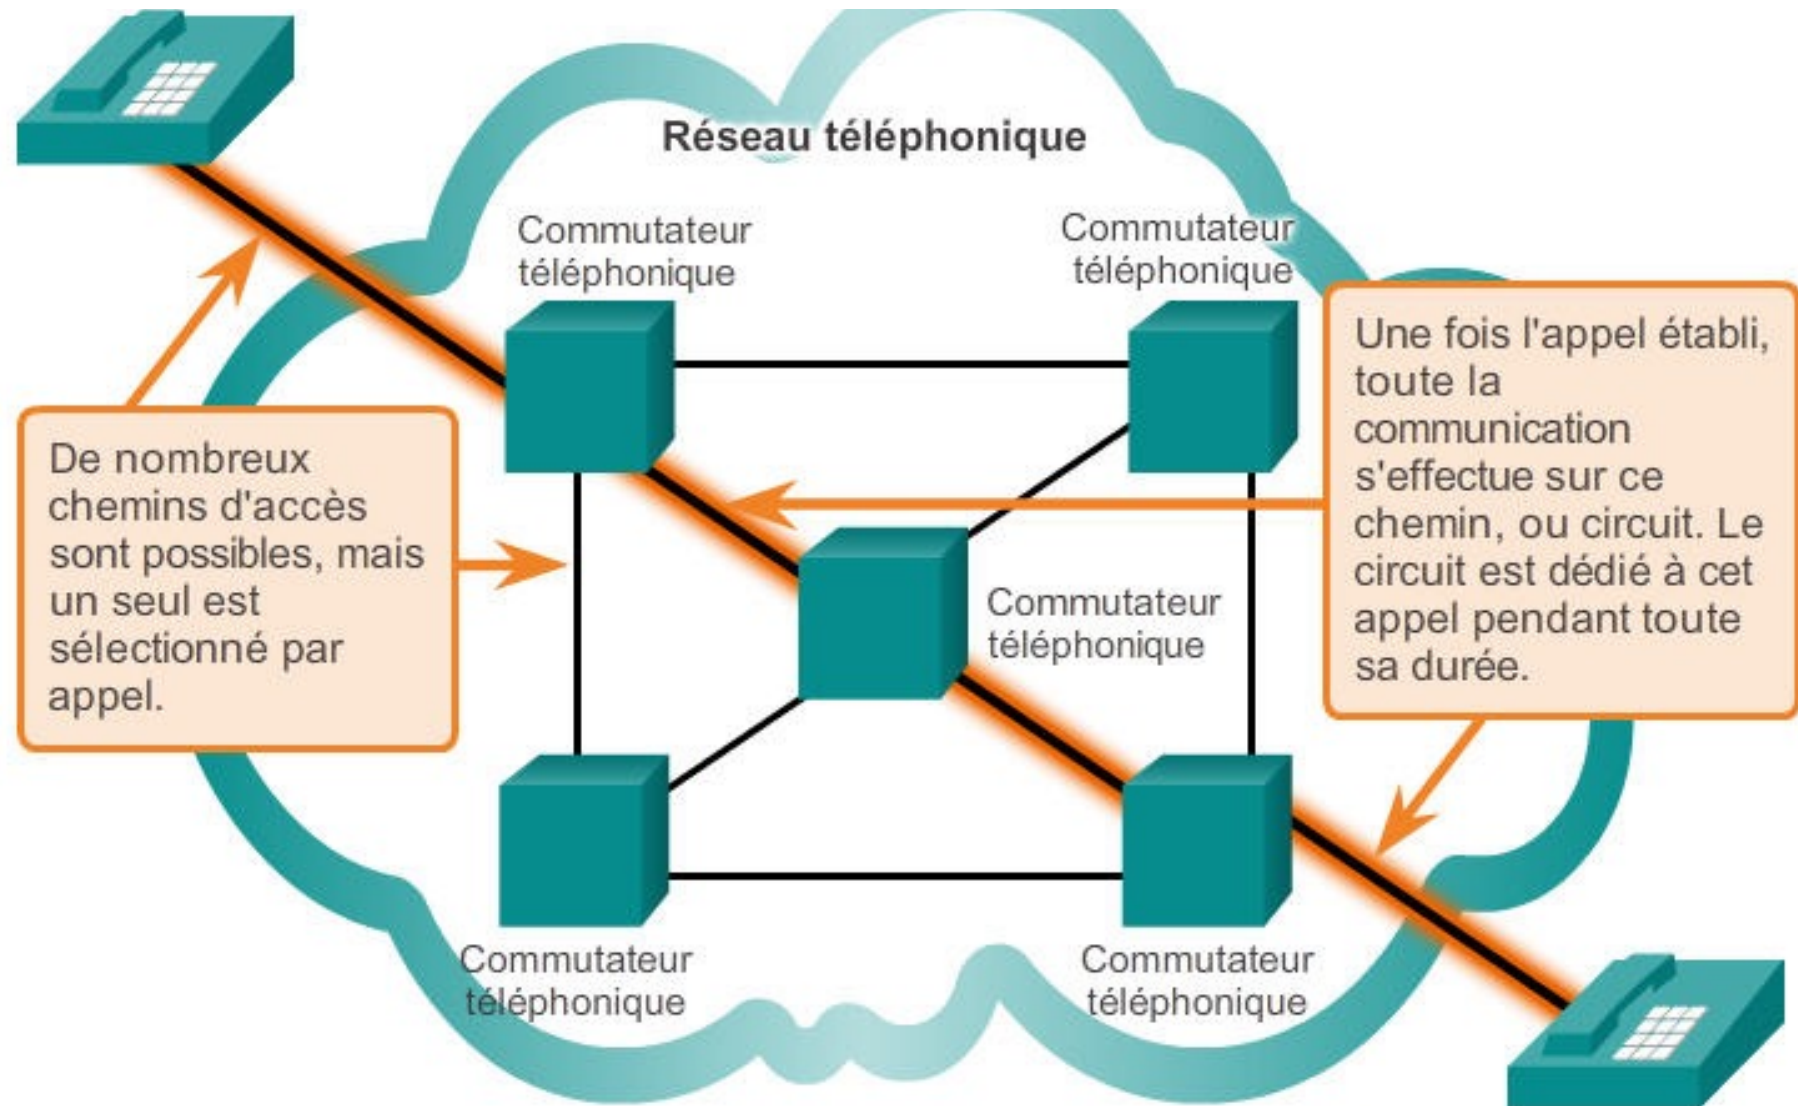 Réseau téléphonique
Commutateur
téléphonique
Commutateur
téléphonique
De nombreux
chemins d'accès
sont possibles, mais
un seul est
sélectionné par
appel.
Une fois l'appel établi,
toute la
communication
s'effectue sur ce
chemin, ou circuit. Le
circuit est dédié à cet
appel pendant toute
sa durée.
Commutateur
téléphonique
Commutateur
téléphonique
Commutateur
téléphonique